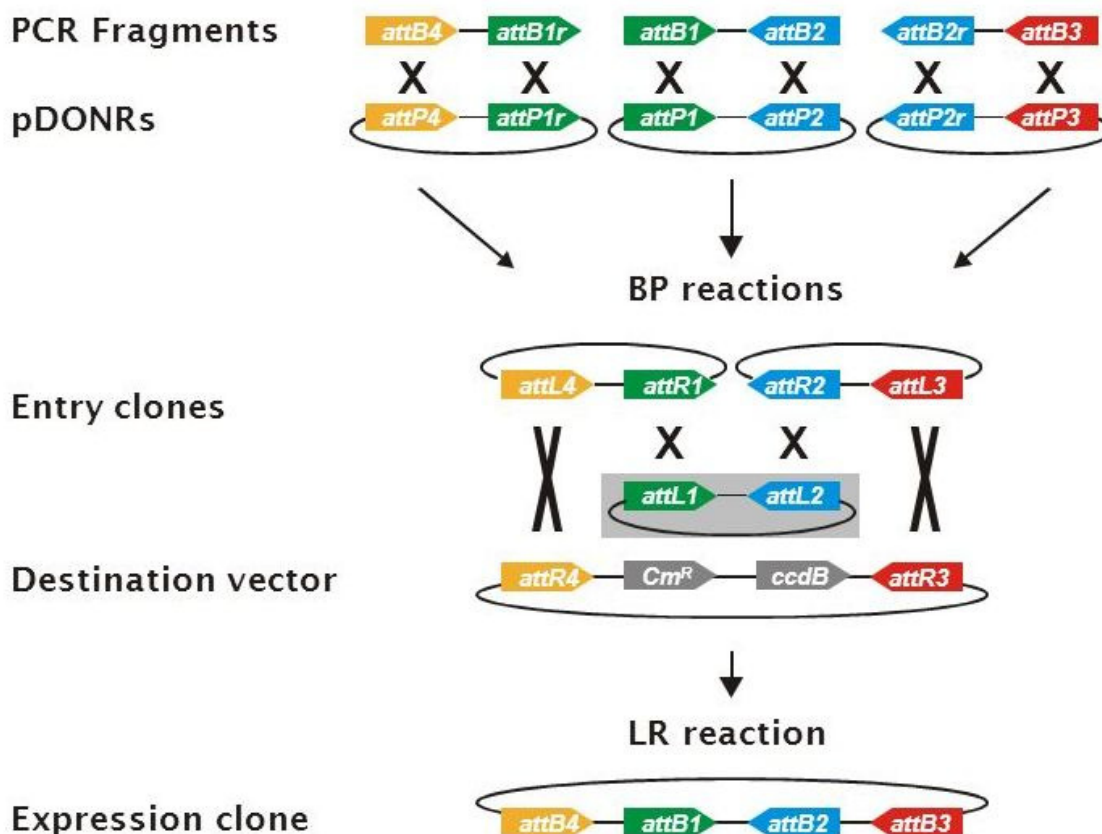 PCR Fragments attB4 attB1r attB1 attB2 attB2r attB3
X X X X X X
pDONRs attP4 attP1r attP1 attP2 attP2r attP3
BP reactions
attL4 attR1 attR2 attL3
Entry clones
X X X X
attL1 attL2
Destination vector attR4 CmR ccdB attR3
LR reaction
Expression clone attB4 attB1 attB2 attB3